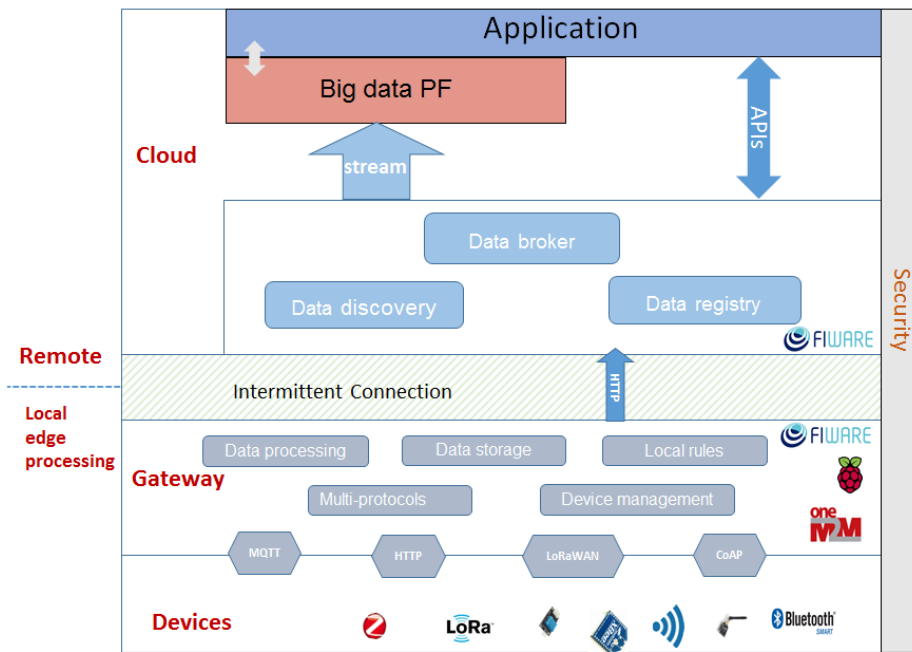 Application
Big data PF
APIs
Cloud
stream
Data broker
Data discovery
Data registry
Security
FIWARE
Remote
HTTP
Intermittent Connection
Local
edge
processing
FIWARE
Data processing
Data storage
Local rules
Gateway
Multi-protocols
Device management
one
M2M
MQTT
HTTP
LoRaWAN
CoAP
Devices
LoRa
Bluetooth
SMART